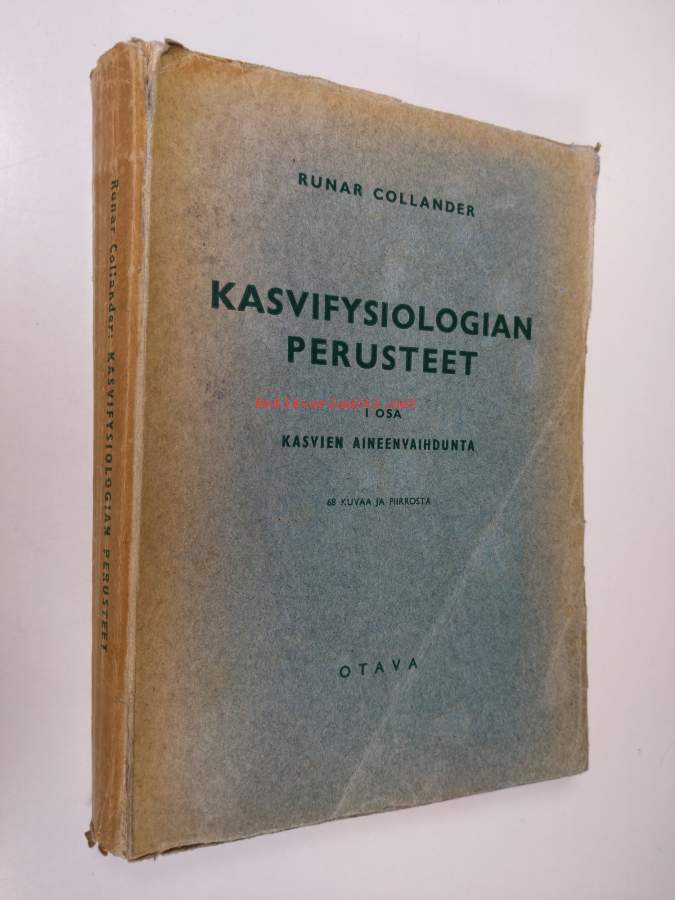 RUNAR COLLANDER
KASVIFYSIOLOGIAN
PERUSTEET
I OSA
KASVIEN AINEENVAIHDUNTA
68 KUVAA JA PIIRROSTA
OTAVA
Runar Collander: KASVIFYSIOLOGIAN PERUSTEET